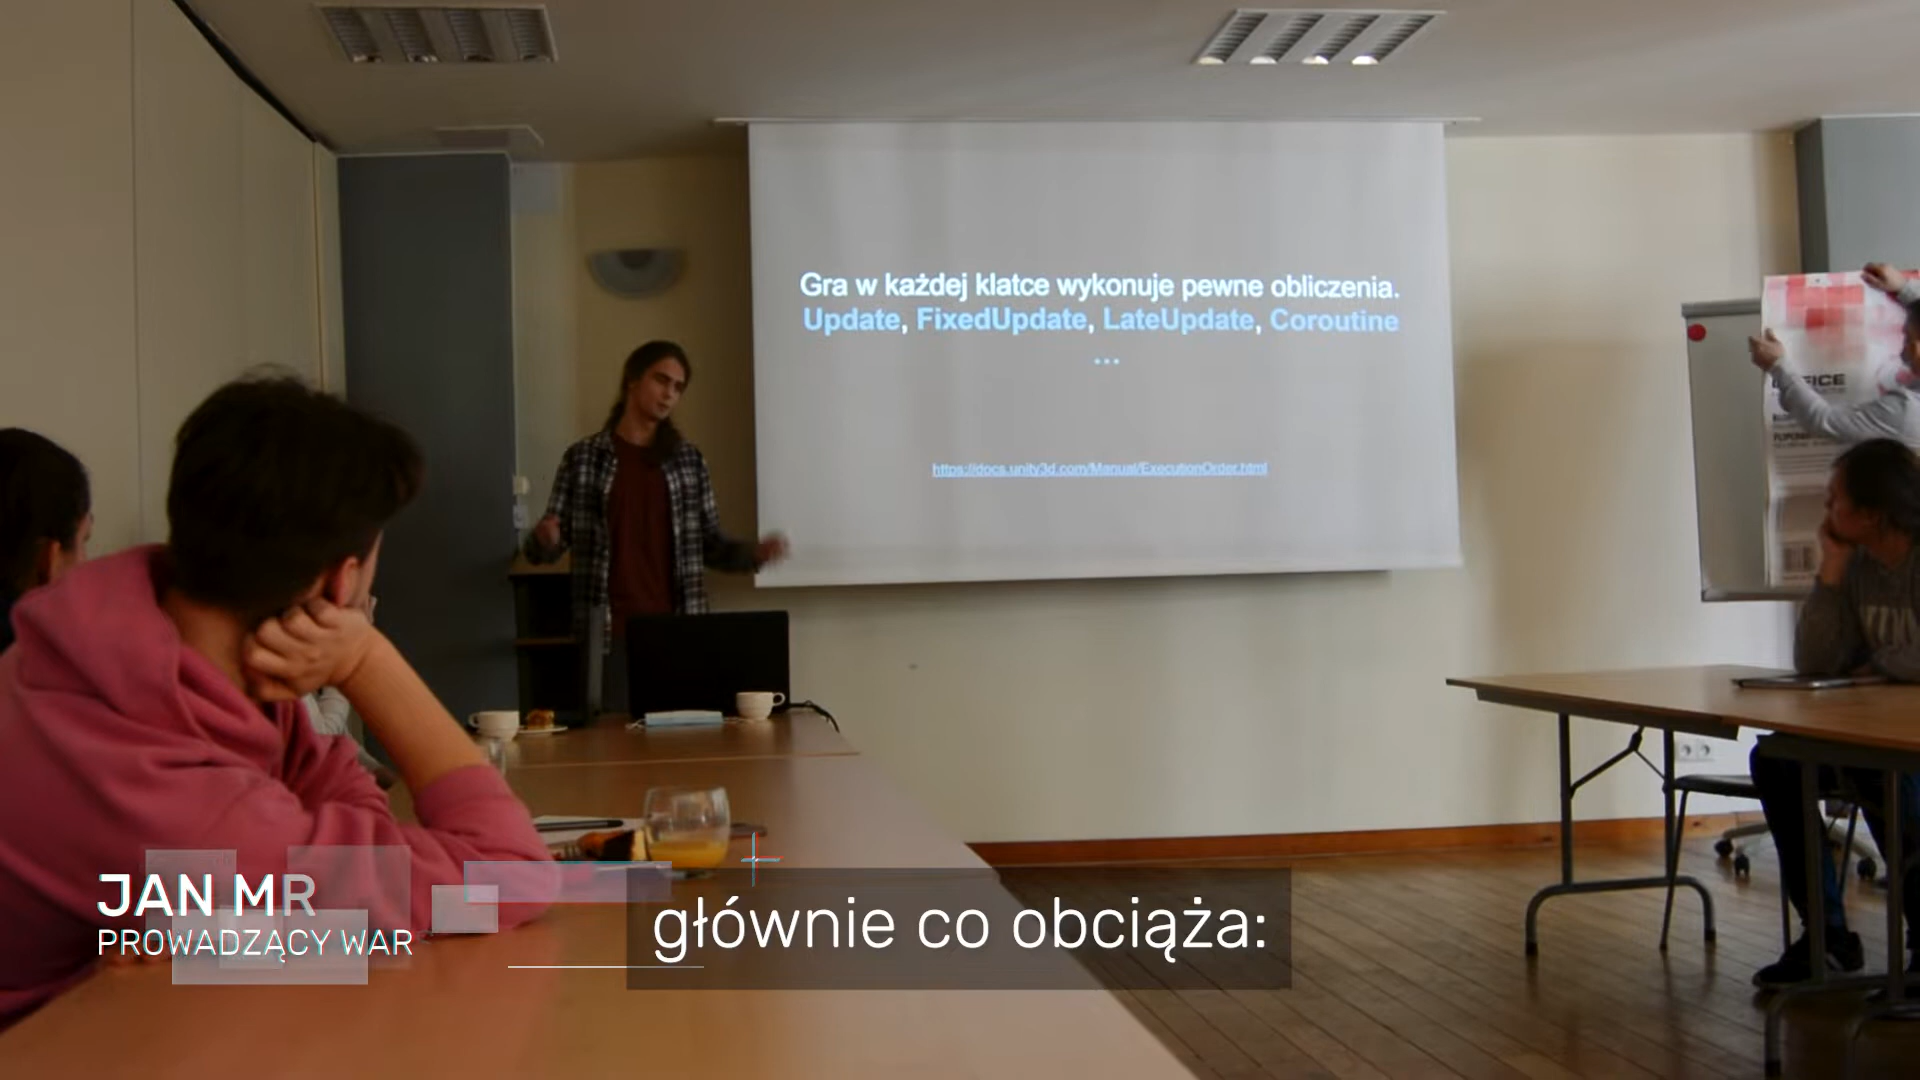 Gra w każdej klatce wykonuje pewne obliczenia.
Update, FixedUpdate, LateUpdate, Coroutine
...
https://docs.unity3d.com/Manual/ExecutionOrder.html
JAN MR
PROWADZĄCY WAR
głównie co obciąża: